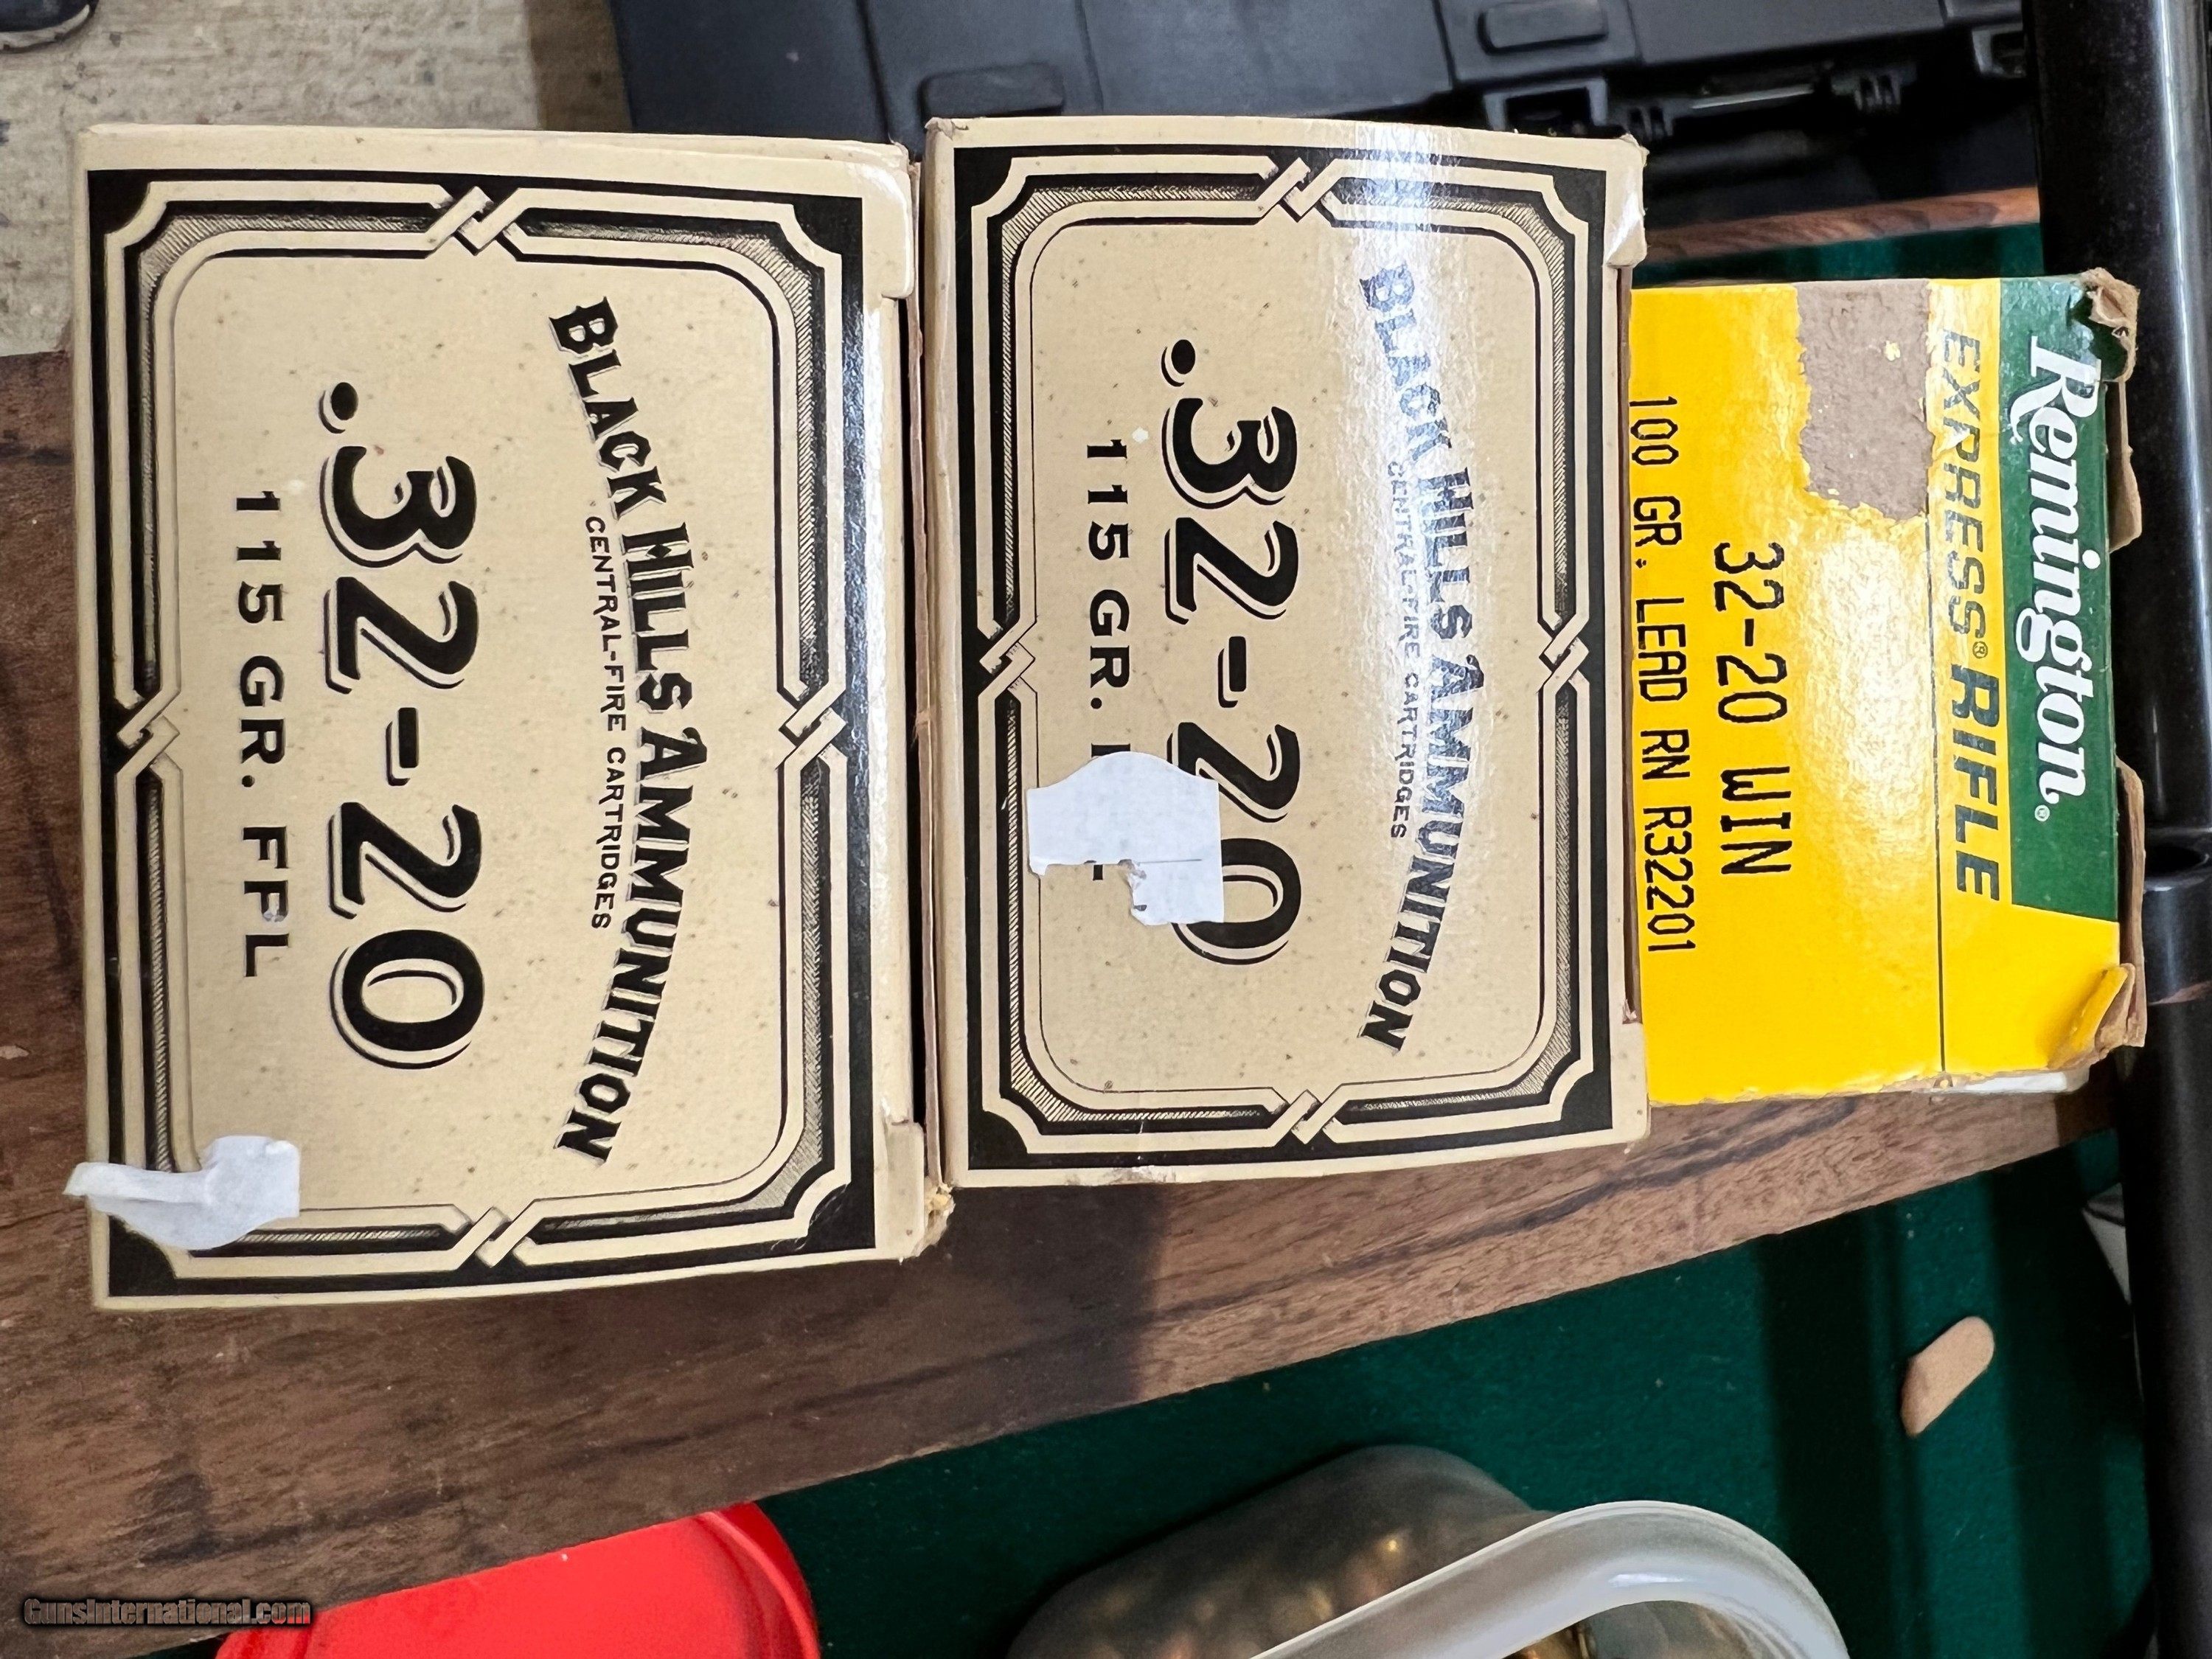 Remington®
EXPRESS® RIFLE
32-20 WIN
100 GR. LEAD RN R32201
BLACK HILLS AMMUNITION
CENTRAL-FIRE CARTRIDGES
.32-20
115 GR.
BLACK HILLS AMMUNITION
CENTRAL-FIRE CARTRIDGES
.32-20
115 GR. FPL
GunsInternational.com